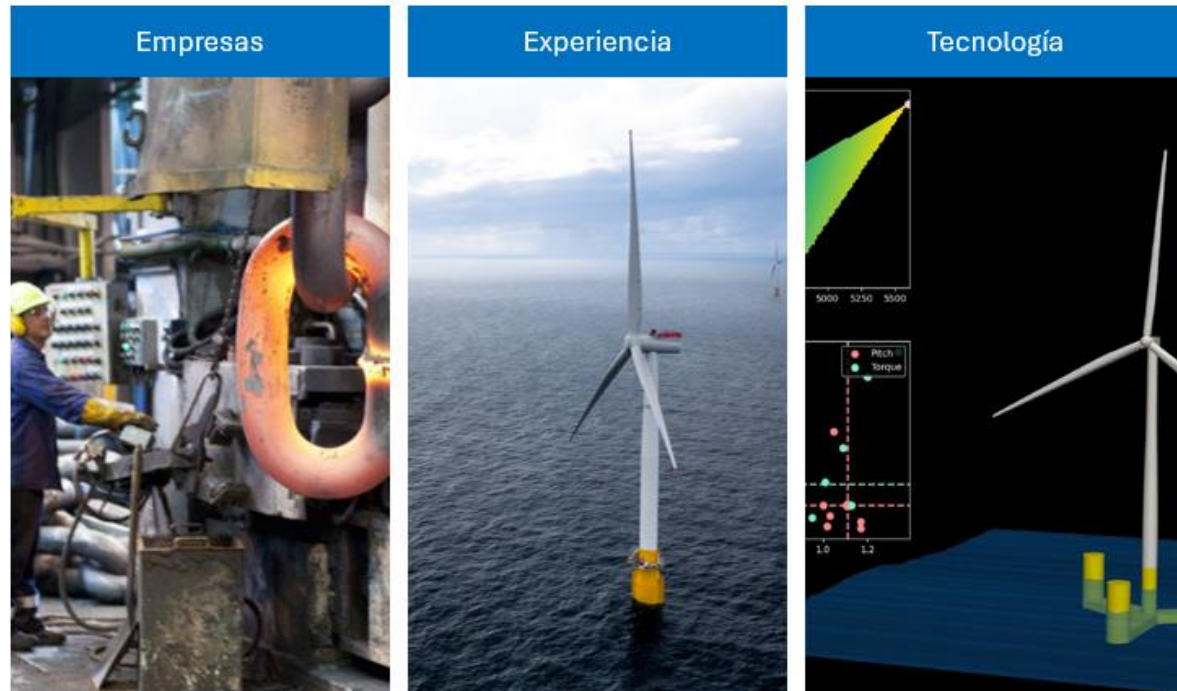 Empresas
Experiencia
Tecnología
5000 5250 5500
Pitch
Torque
1.0 1.2